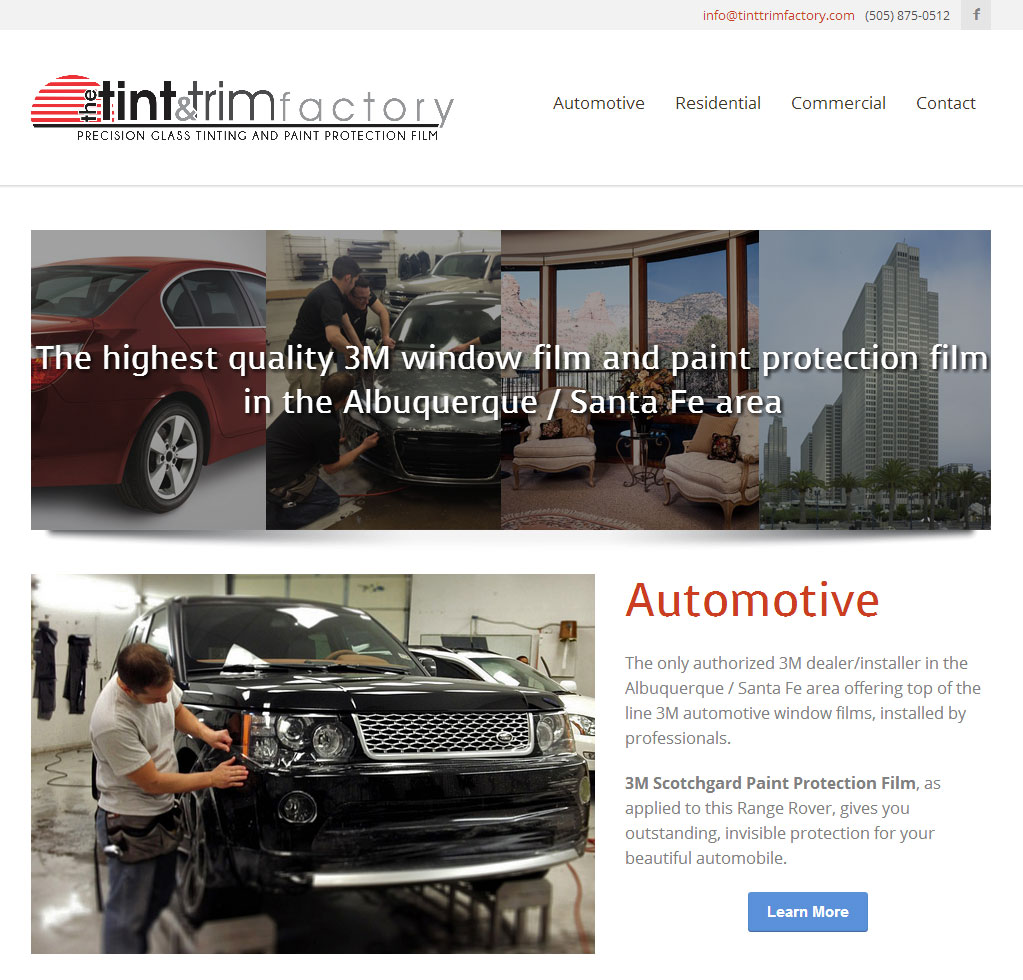 info@tinttrimfactory.com (505) 875-0512 f
the tint & trim factory
PRECISION GLASS TINTING AND PAINT PROTECTION FILM
Automotive Residential Commercial Contact
The highest quality 3M window film and paint protection film
in the Albuquerque / Santa Fe area
Automotive
The only authorized 3M dealer/installer in the
Albuquerque / Santa Fe area offering top of the
line 3M automotive window films, installed by
professionals.
3M Scotchgard Paint Protection Film, as
applied to this Range Rover, gives you
outstanding, invisible protection for your
beautiful automobile.
Learn More